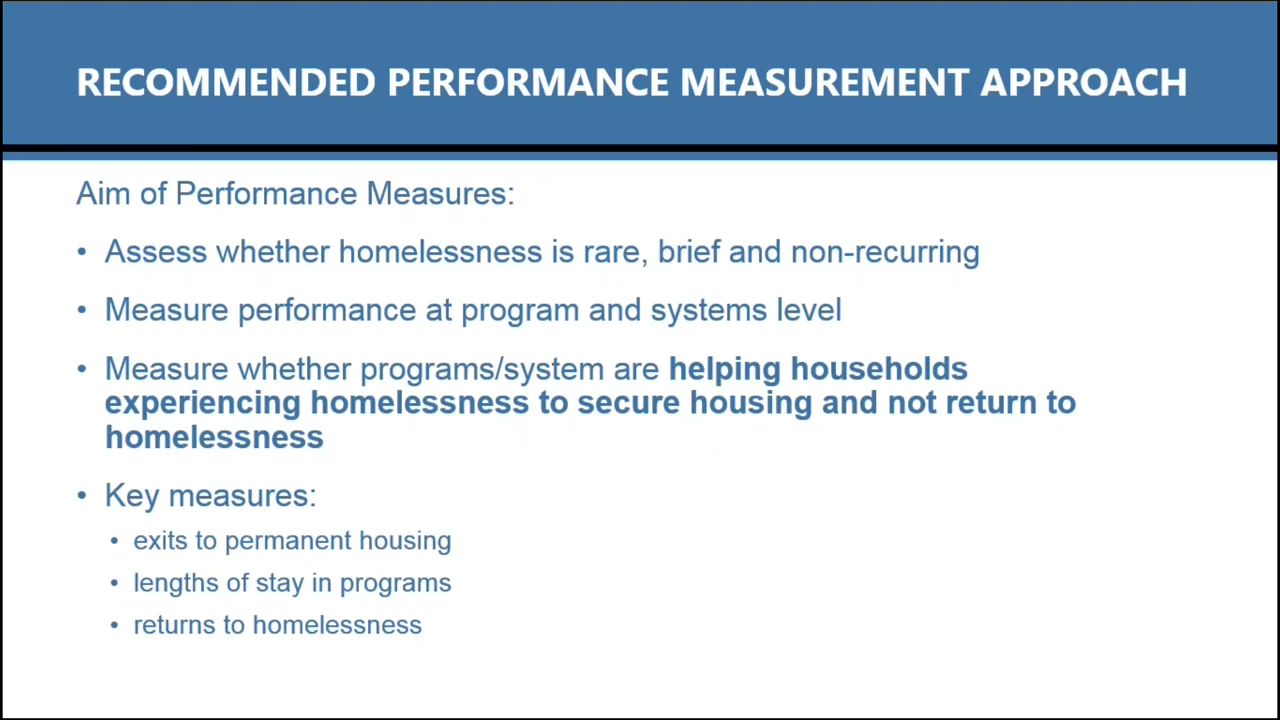 RECOMMENDED PERFORMANCE MEASUREMENT APPROACH
Aim of Performance Measures:
• Assess whether homelessness is rare, brief and non-recurring
• Measure performance at program and systems level
• Measure whether programs/system are helping households
experiencing homelessness to secure housing and not return to
homelessness
• Key measures:
• exits to permanent housing
• lengths of stay in programs
• returns to homelessness